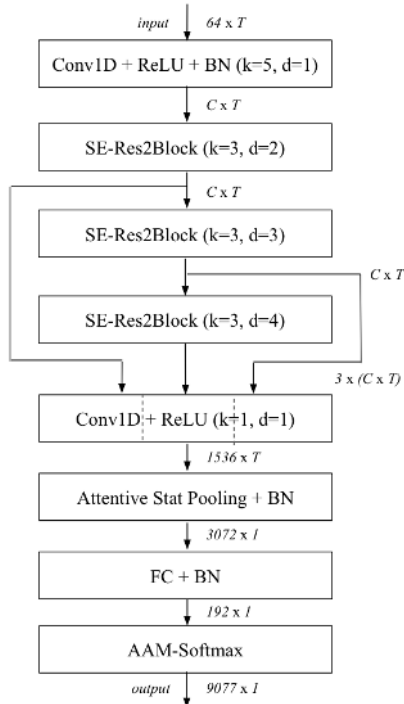 input 64 x T
Conv1D + ReLU + BN (k=5, d=1)
C x T
SE-Res2Block (k=3, d=2)
C x T
SE-Res2Block (k=3, d=3)
C x T
SE-Res2Block (k=3, d=4)
3 x (C x T)
Conv1D + ReLU (k=1, d=1)
1536 x T
Attentive Stat Pooling + BN
3072 x 1
FC + BN
192 x 1
AAM-Softmax
output 9077 x 1